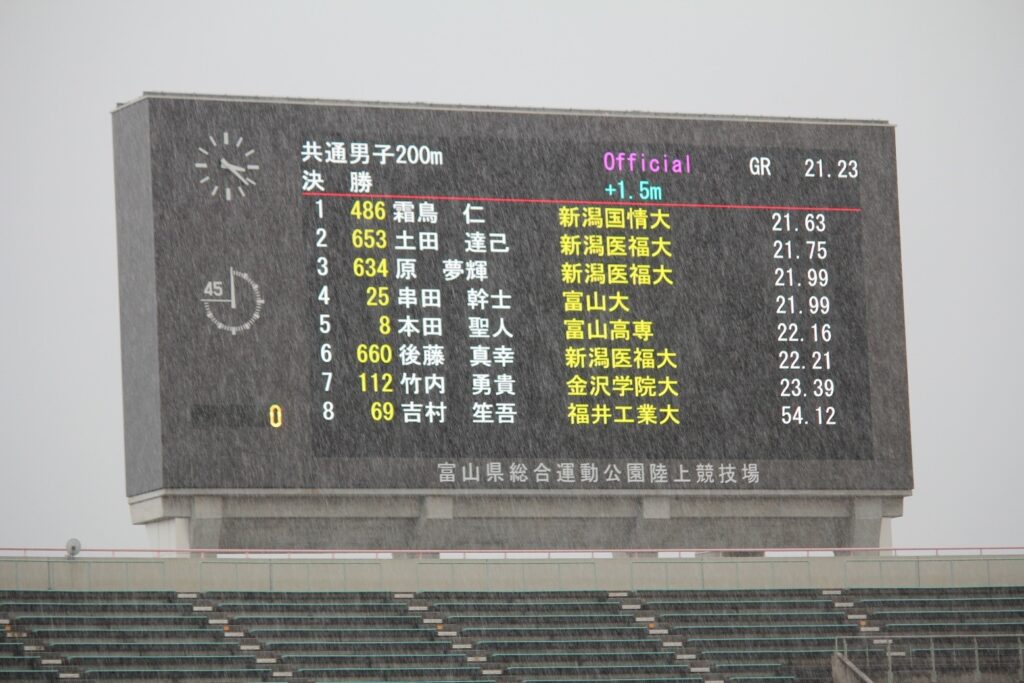 共通男子200m Official GR 21.23
決 勝 +1.5m
1 486 霜鳥 仁 新潟国情大 21.63
2 653 土田 達己 新潟医福大 21.75
3 634 原 夢輝 新潟医福大 21.99
4 25 串田 幹士 富山大 21.99
5 8 本田 聖人 富山高専 22.16
6 660 後藤 真幸 新潟医福大 22.21
7 112 竹内 勇貴 金沢学院大 23.39
8 69 吉村 笙吾 福井工業大 54.12
45
0
富山県総合運動公園陸上競技場